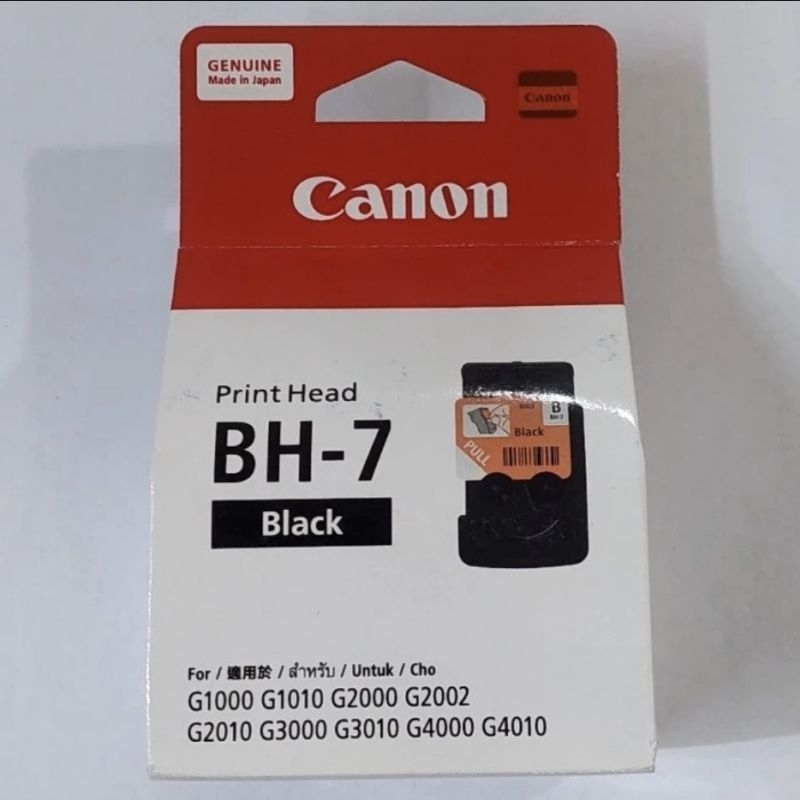 GENUINE
Made in Japan
Canon
Canon
Print Head
BH-7
Black
B
BH-7
Black
PULL
For / 適用於 / สำหรับ / Untuk / Cho
G1000 G1010 G2000 G2002
G2010 G3000 G3010 G4000 G4010